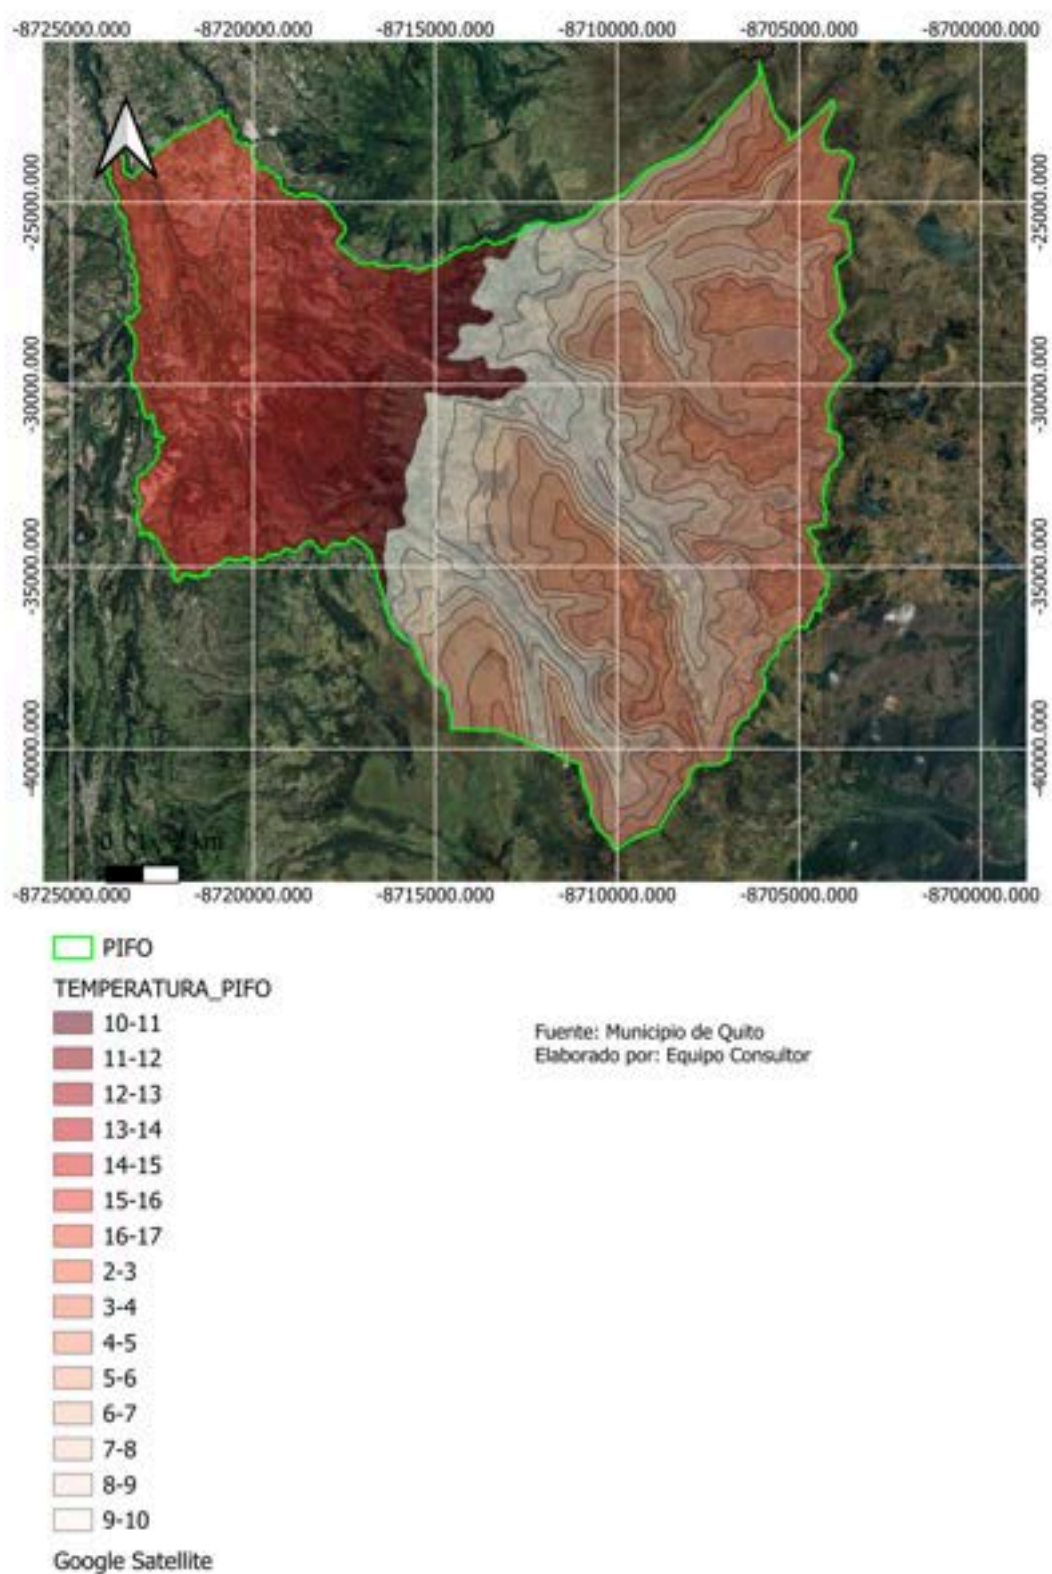 -8725000.000 -8720000.000 -8715000.000 -8710000.000 -8705000.000 -8700000.000
-25000.000 -25000.000
-30000.000 -30000.000
-35000.000 -35000.000
-40000.000 -40000.000
0 1 2 km
-8725000.000 -8720000.000 -8715000.000 -8710000.000 -8705000.000 -8700000.000
PIFO
TEMPERATURA_PIFO
10-11
Fuente: Municipio de Quito
Elaborado por: Equipo Consultor
11-12
12-13
13-14
14-15
15-16
16-17
2-3
3-4
4-5
5-6
6-7
7-8
8-9
9-10
Google Satellite